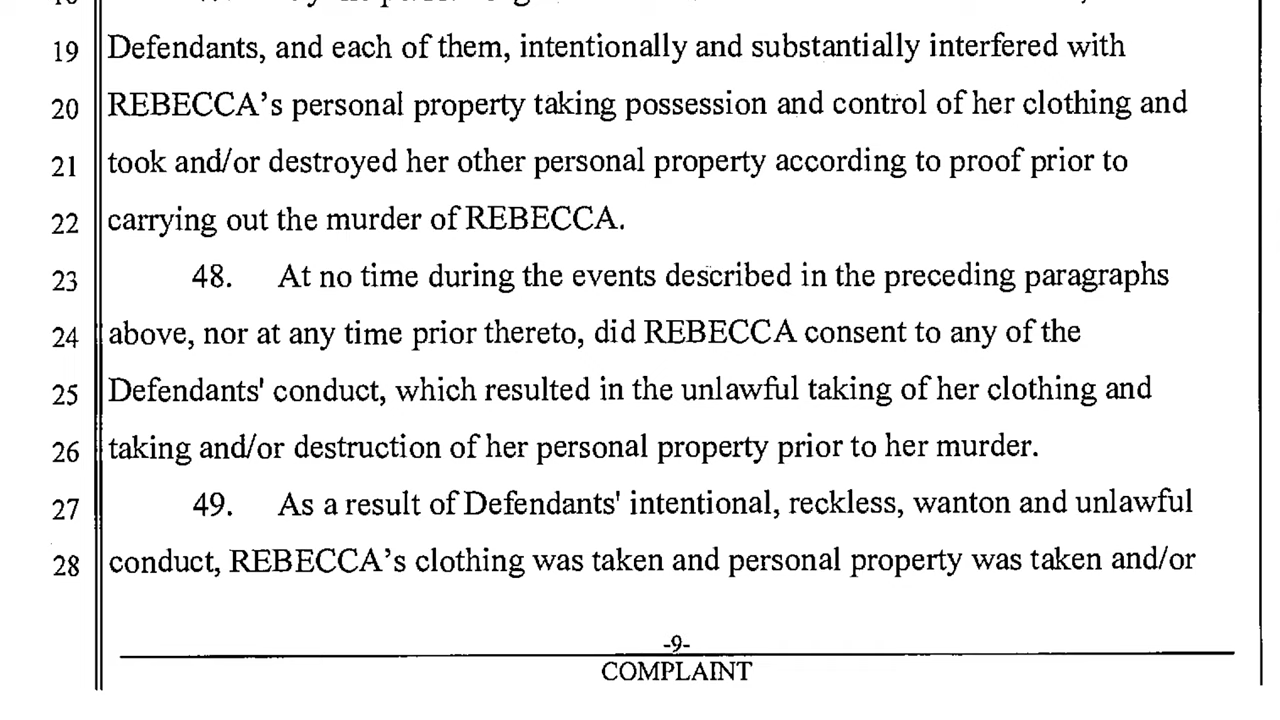 19 Defendants, and each of them, intentionally and substantially interfered with
20 REBECCA's personal property taking possession and control of her clothing and
21 took and/or destroyed her other personal property according to proof prior to
22 carrying out the murder of REBECCA.
23 48. At no time during the events described in the preceding paragraphs
24 above, nor at any time prior thereto, did REBECCA consent to any of the
25 Defendants' conduct, which resulted in the unlawful taking of her clothing and
26 taking and/or destruction of her personal property prior to her murder.
27 49. As a result of Defendants' intentional, reckless, wanton and unlawful
28 conduct, REBECCA's clothing was taken and personal property was taken and/or
-9-
COMPLAINT